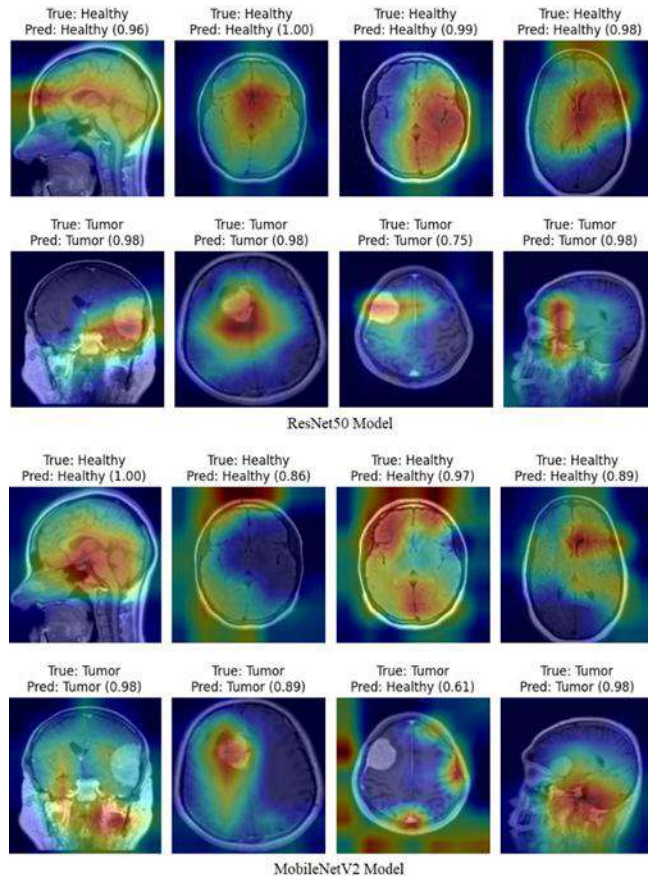 True: Healthy
Pred: Healthy (0.96)
True: Healthy
Pred: Healthy (1.00)
True: Healthy
Pred: Healthy (0.99)
True: Healthy
Pred: Healthy (0.98)
True: Tumor
Pred: Tumor (0.98)
True: Tumor
Pred: Tumor (0.98)
True: Tumor
Pred: Tumor (0.75)
True: Tumor
Pred: Tumor (0.98)
ResNet50 Model
True: Healthy
Pred: Healthy (1.00)
True: Healthy
Pred: Healthy (0.86)
True: Healthy
Pred: Healthy (0.97)
True: Healthy
Pred: Healthy (0.89)
True: Tumor
Pred: Tumor (0.98)
True: Tumor
Pred: Tumor (0.89)
True: Tumor
Pred: Healthy (0.61)
True: Tumor
Pred: Tumor (0.98)
MobileNetV2 Model